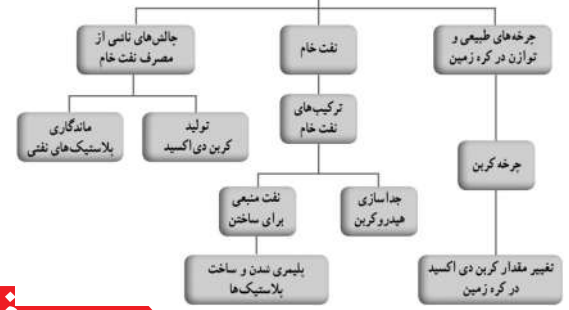 چرخه‌های طبیعی و
توازن در کره زمین
نفت خام
چالش‌های ناشی از
مصرف نفت خام
ترکیب‌های
نفت خام
تولید
کربن دی‌اکسید
ماندگاری
پلاستیک‌های نفتی
چرخه کربن
جداسازی
هیدروکربن
نفت منبعی
برای ساختن
تغییر مقدار کربن دی اکسید
در کره زمین
پلیمری شدن و ساخت
پلاستیک‌ها